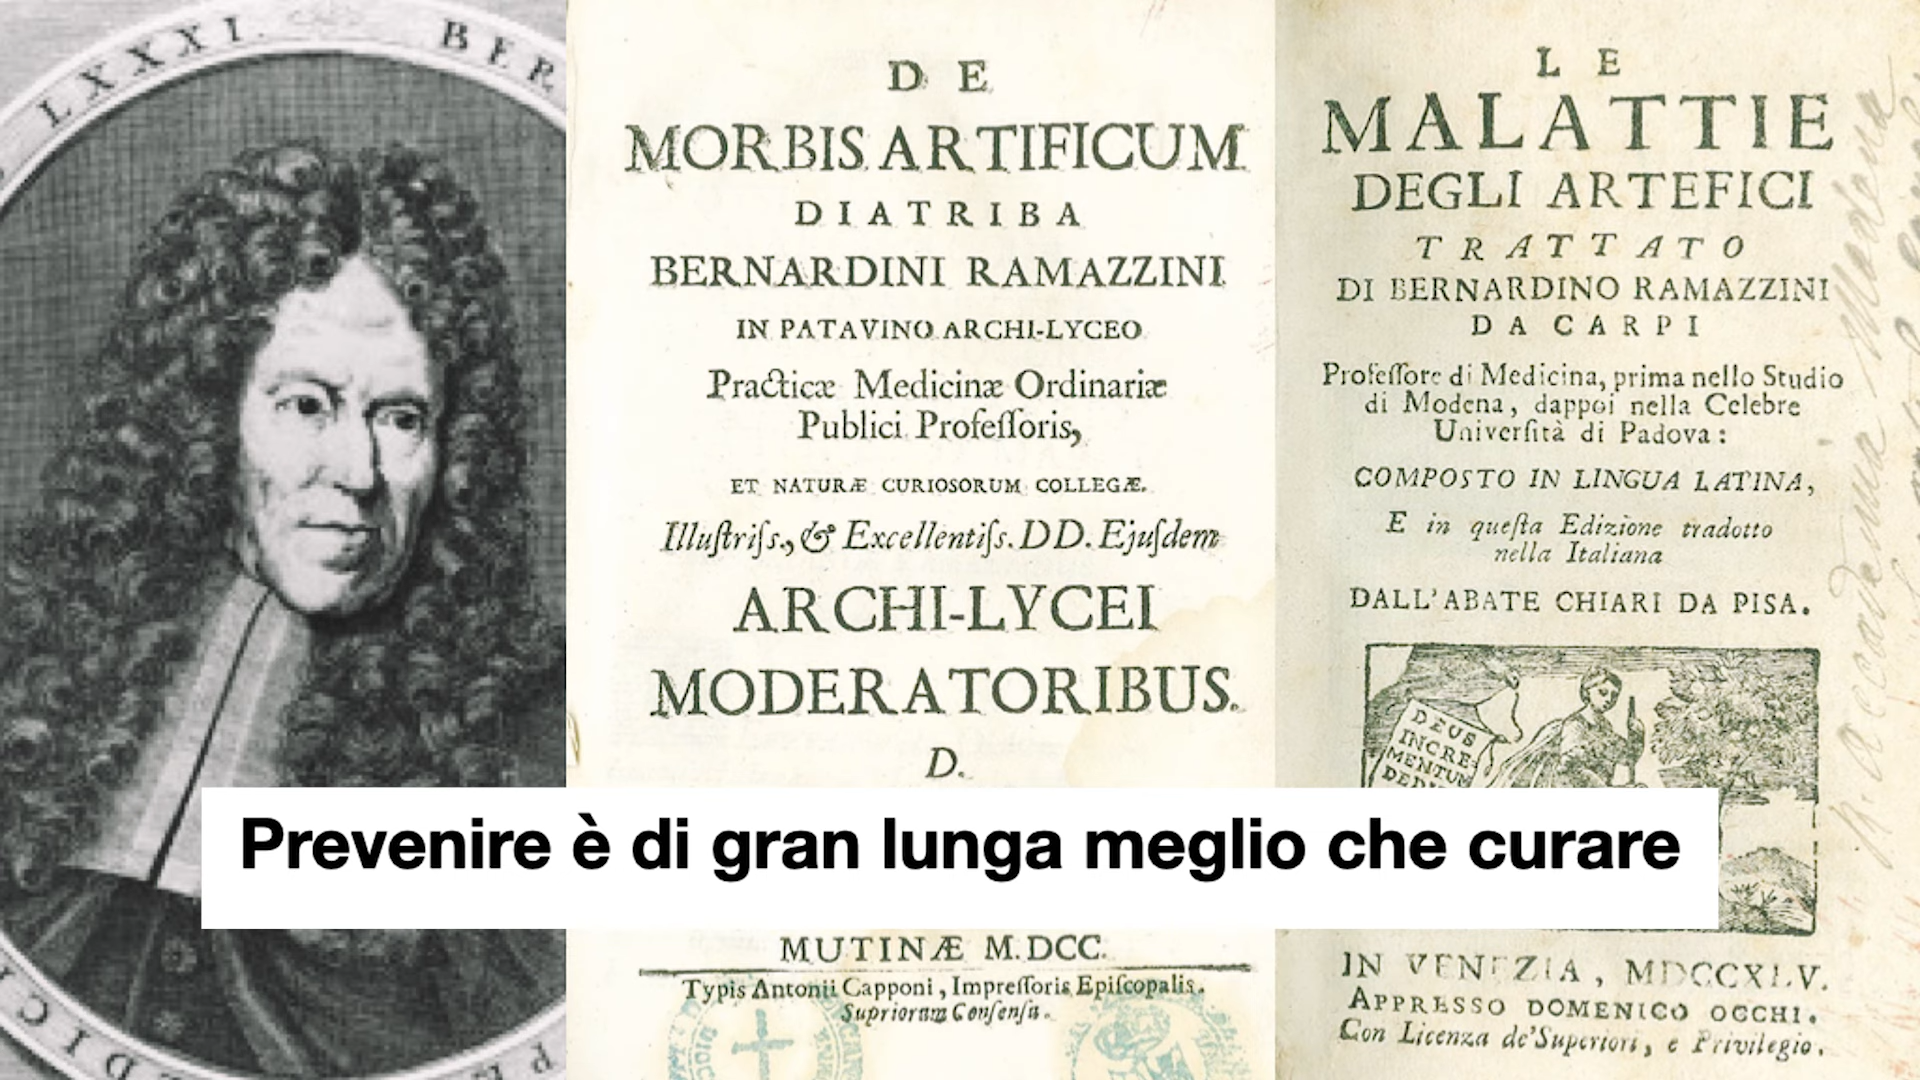 LXXXI. BER
DE
MORBIS ARTIFICUM
DIATRIBA
BERNARDINI RAMAZZINI
IN PATAVINO ARCHI-LYCEO
Practicæ Medicinæ Ordinariæ
Publici Profeſſoris,
ET NATURÆ CURIOSORUM COLLEGÆ.
Illuſtriſs., & Excellentiſs. DD. Ejuſdem
ARCHI-LYCEI
MODERATORIBUS.
D.
MUTINÆ M.DCC.
Typis Antonii Capponi, Impreſſoris Epiſcopalis.
Superiorum Conſenſu.
LE
MALATTIE
DEGLI ARTEFICI
TRATTATO
DI BERNARDINO RAMAZZINI
DA CARPI
Profeſſore di Medicina, prima nello Studio
di Modena, dappoi nella Celebre
Univerſità di Padova:
COMPOSTO IN LINGUA LATINA,
E in queſta Edizione tradotto
nella Italiana
DALL'ABATE CHIARI DA PISA.
DEUS
INCRE-
MENTUM
DEDI
IN VENEZIA, MDCCXLV.
APPRESSO DOMENICO OCCHI.
Con Licenza de'Superiori, e Privilegio.
Prevenire è di gran lunga meglio che curare